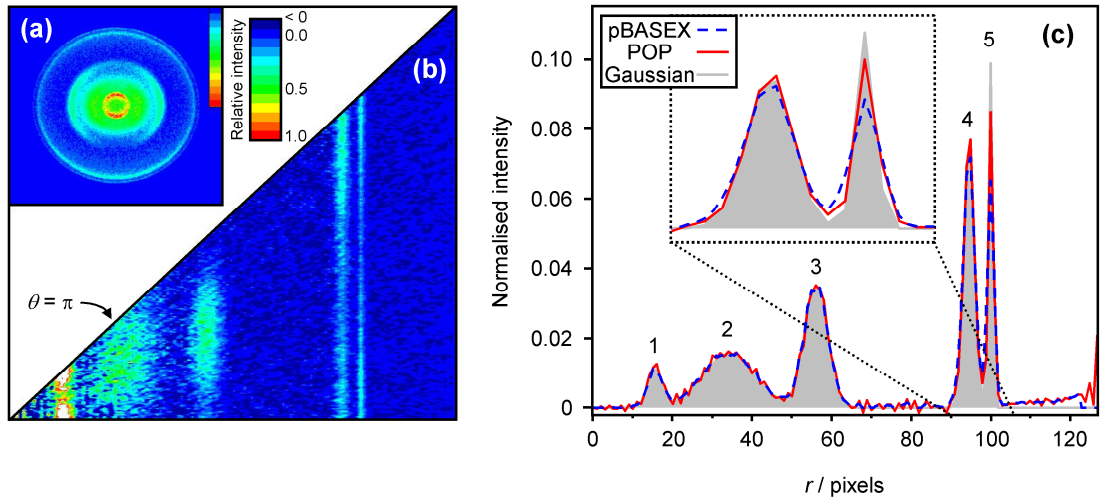 (a)
Relative intensity
< 0
0.0
0.5
1.0
(b)
θ = π
pBASEX
POP
Gaussian
(c)
1
2
3
4
5
Normalised intensity
0.10
0.08
0.06
0.04
0.02
0
0
20
40
60
80
100
120
r / pixels